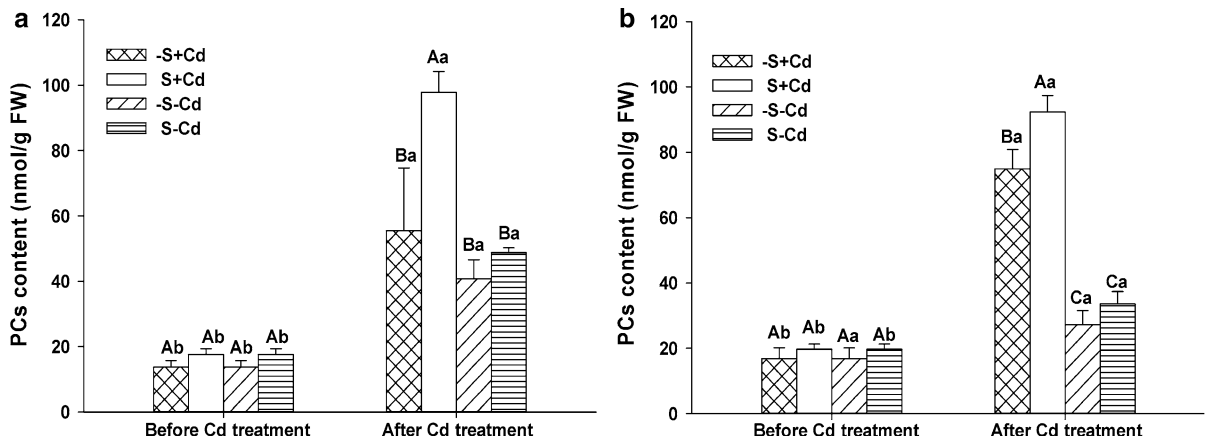 a
PCs content (nmol/g FW)
120
100
80
60
40
20
0
-S+Cd
S+Cd
-S-Cd
S-Cd
Ab
Ab
Ab
Ab
Ba
Aa
Ba
Ba
Before Cd treatment
After Cd treatment
b
PCs content (nmol/g FW)
120
100
80
60
40
20
0
-S+Cd
S+Cd
-S-Cd
S-Cd
Ab
Ab
Aa
Ab
Ba
Aa
Ca
Ca
Before Cd treatment
After Cd treatment